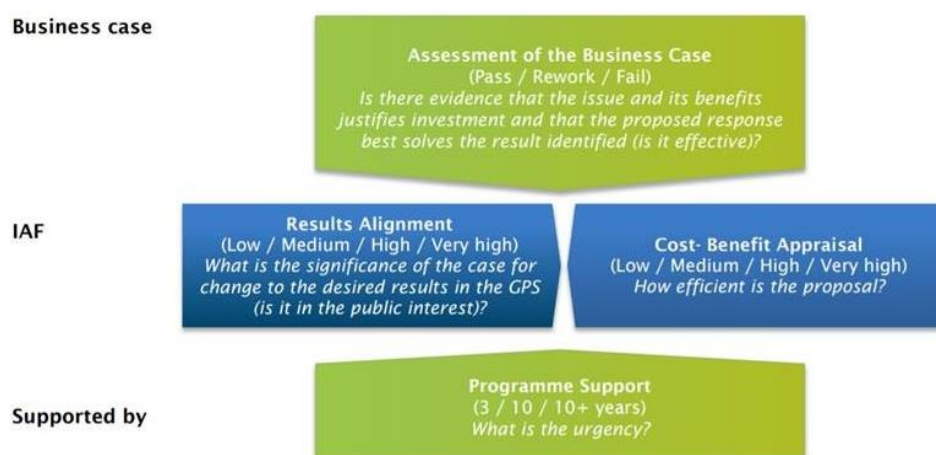 Business case
Assessment of the Business Case
(Pass / Rework / Fail)
Is there evidence that the issue and its benefits
justifies investment and that the proposed response
best solves the result identified (is it effective)?
IAF
Results Alignment
(Low / Medium / High / Very high)
What is the significance of the case for
change to the desired results in the GPS
(is it in the public interest)?
Cost- Benefit Appraisal
(Low / Medium / High / Very high)
How efficient is the proposal?
Supported by
Programme Support
(3 / 10 / 10+ years)
What is the urgency?